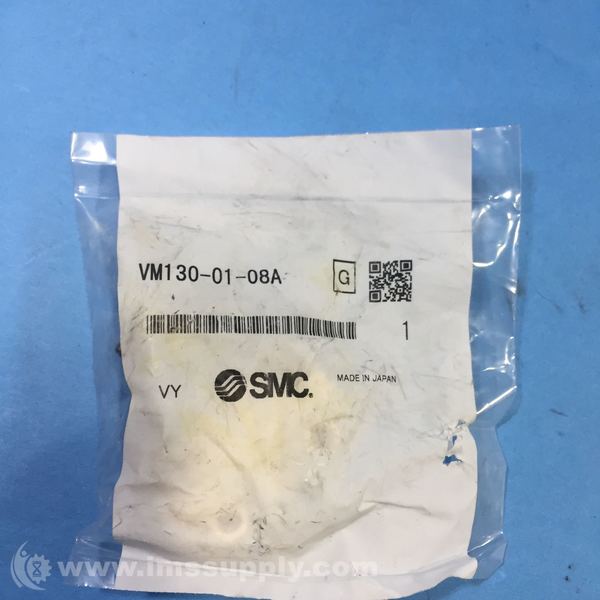 VM130-01-08A G
1
VY SMC. MADE IN JAPAN
www.imssupply.com